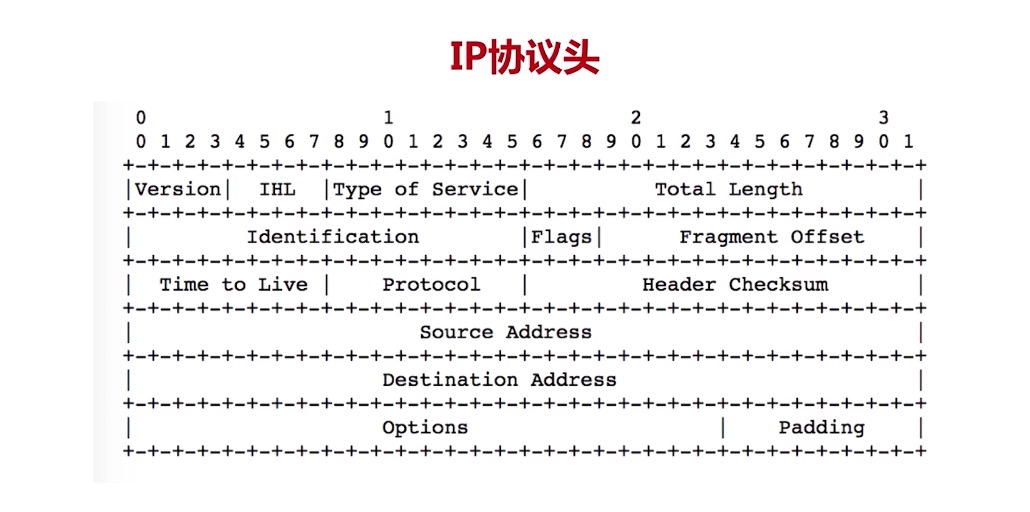 IP协议头
0                   1                   2                   3
0 1 2 3 4 5 6 7 8 9 0 1 2 3 4 5 6 7 8 9 0 1 2 3 4 5 6 7 8 9 0 1
+-+-+-+-+-+-+-+-+-+-+-+-+-+-+-+-+-+-+-+-+-+-+-+-+-+-+-+-+-+-+-+-+
|Version|  IHL  |Type of Service|          Total Length         |
+-+-+-+-+-+-+-+-+-+-+-+-+-+-+-+-+-+-+-+-+-+-+-+-+-+-+-+-+-+-+-+-+
|         Identification        |Flags|      Fragment Offset    |
+-+-+-+-+-+-+-+-+-+-+-+-+-+-+-+-+-+-+-+-+-+-+-+-+-+-+-+-+-+-+-+-+
|  Time to Live |    Protocol   |         Header Checksum       |
+-+-+-+-+-+-+-+-+-+-+-+-+-+-+-+-+-+-+-+-+-+-+-+-+-+-+-+-+-+-+-+-+
|                       Source Address                          |
+-+-+-+-+-+-+-+-+-+-+-+-+-+-+-+-+-+-+-+-+-+-+-+-+-+-+-+-+-+-+-+-+
|                    Destination Address                        |
+-+-+-+-+-+-+-+-+-+-+-+-+-+-+-+-+-+-+-+-+-+-+-+-+-+-+-+-+-+-+-+-+
|                    Options                    |    Padding    |
+-+-+-+-+-+-+-+-+-+-+-+-+-+-+-+-+-+-+-+-+-+-+-+-+-+-+-+-+-+-+-+-+